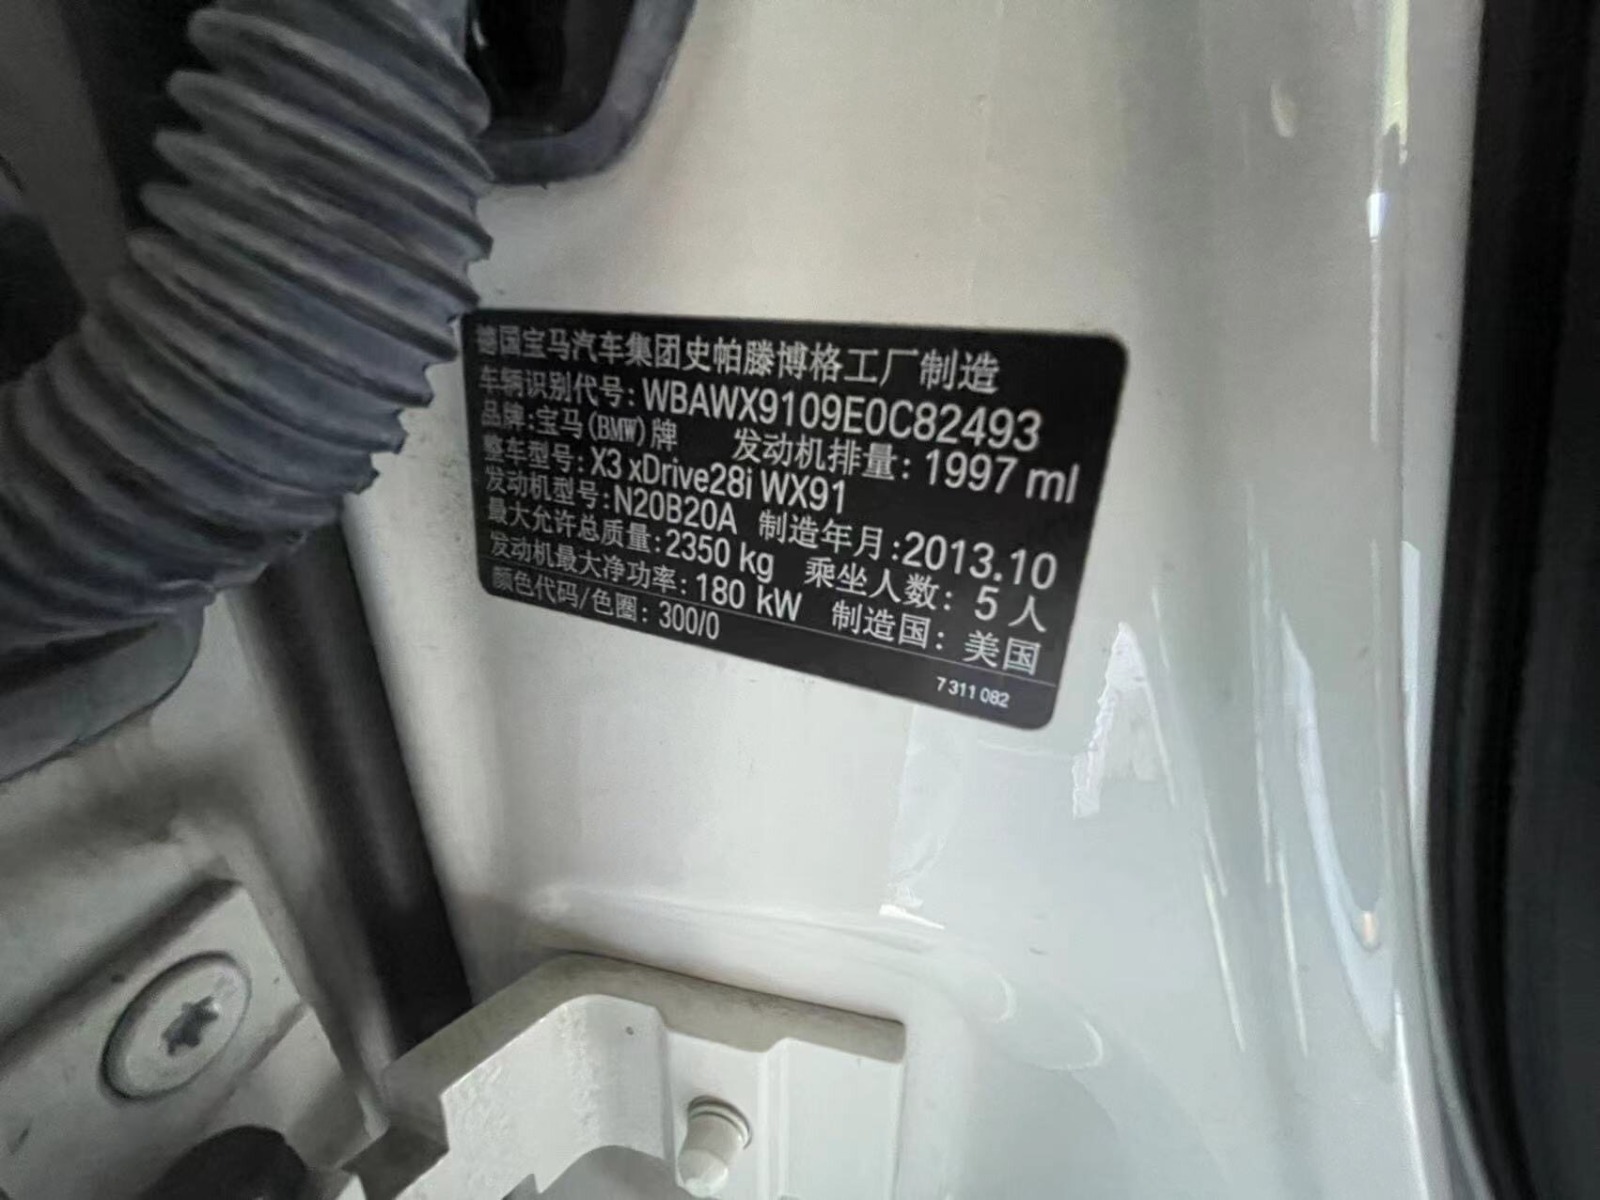 德国宝马汽车集团史帕滕博格工厂制造
车辆识别代号: WBAWX9109E0C82493
品牌:宝马(BMW)牌 发动机排量: 1997 ml
整车型号: X3 xDrive28i WX91
发动机型号: N20B20A 制造年月: 2013.10
最大允许总质量: 2350 kg 乘坐人数: 5 人
发动机最大净功率: 180 kW 制造国: 美国
颜色代码/色圈: 300/0
7 311 082